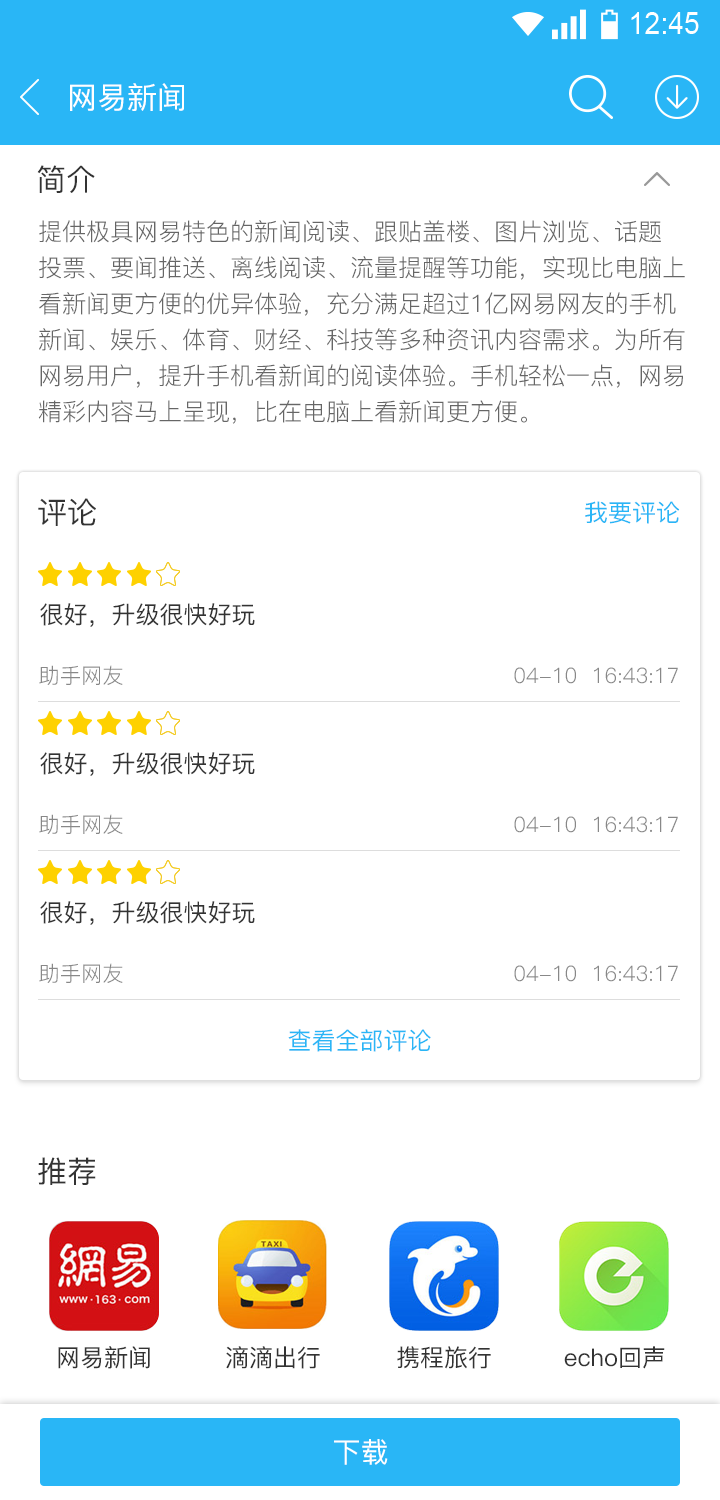 12:45
网易新闻
简介
提供极具网易特色的新闻阅读、跟贴盖楼、图片浏览、话题
投票、要闻推送、离线阅读、流量提醒等功能，实现比电脑上
看新闻更方便的优异体验，充分满足超过1亿网易网友的手机
新闻、娱乐、体育、财经、科技等多种资讯内容需求。为所有
网易用户，提升手机看新闻的阅读体验。手机轻松一点，网易
精彩内容马上呈现，比在电脑上看新闻更方便。
评论 我要评论
很好，升级很快好玩
助手网友 04-10 16:43:17
很好，升级很快好玩
助手网友 04-10 16:43:17
很好，升级很快好玩
助手网友 04-10 16:43:17
查看全部评论
推荐
TAXI
網易
www·163·com
网易新闻 滴滴出行 携程旅行 echo回声
下载